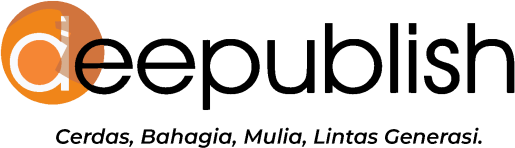 deepublish
Cerdas, Bahagia, Mulia, Lintas Generasi.